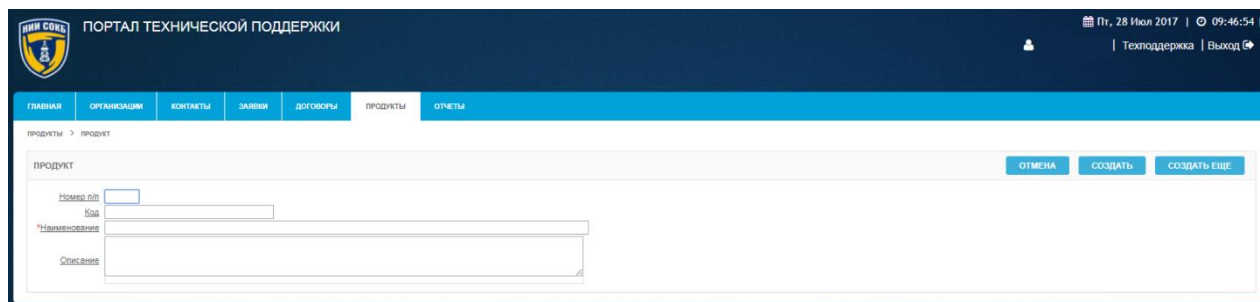 НИИ СОКБ
ПОРТАЛ ТЕХНИЧЕСКОЙ ПОДДЕРЖКИ
Пт, 28 Июл 2017 | 09:46:54
| Техподдержка | Выход
ГЛАВНАЯ ОРГАНИЗАЦИИ КОНТАКТЫ ЗАЯВКИ ДОГОВОРЫ ПРОДУКТЫ ОТЧЕТЫ
ПРОДУКТЫ > ПРОДУКТ
ПРОДУКТ ОТМЕНА СОЗДАТЬ СОЗДАТЬ ЕЩЕ
Номер п/п
Код
*Наименование
Описание